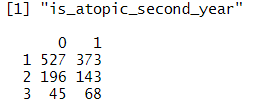 [1] "is_atopic_second_year"
0 1
1 527 373
2 196 143
3 45 68